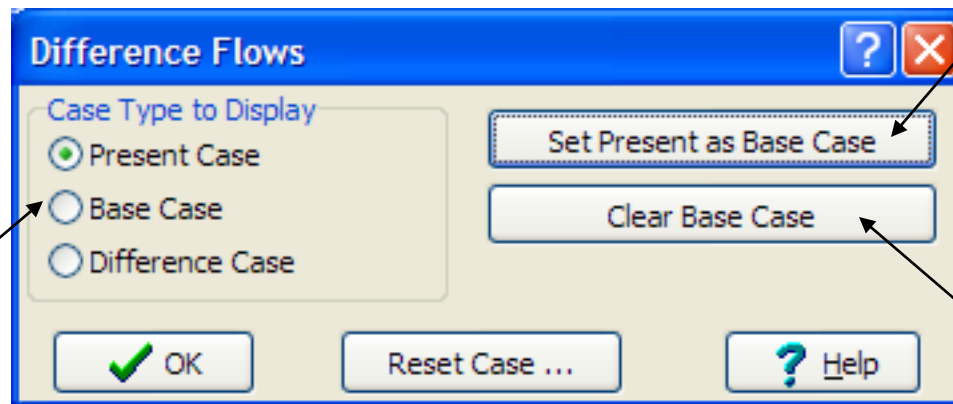 Difference Flows
Case Type to Display
Present Case
Base Case
Difference Case
Set Present as Base Case
Clear Base Case
OK
Reset Case ...
Help